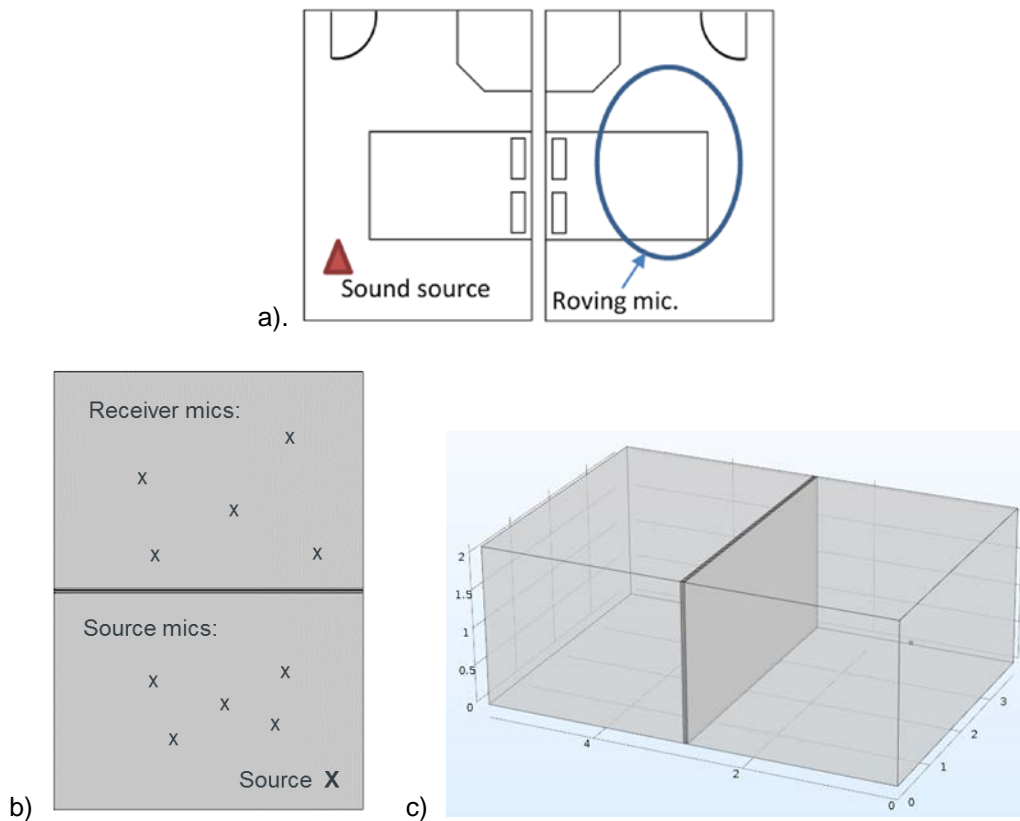 Sound source
Roving mic.
a).
Receiver mics:
x
x
x
x
x
Source mics:
x
x
x
x
x
Source X
b)
2
1.5
1
0.5
0
4
2
0
0
1
2
3
c)